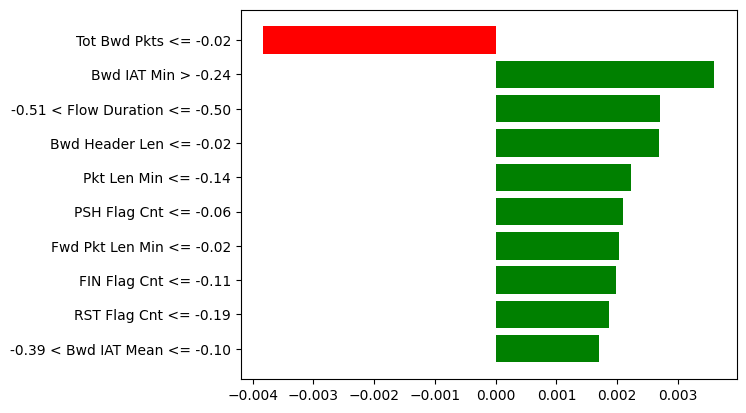 Tot Bwd Pkts <= -0.02
Bwd IAT Min > -0.24
-0.51 < Flow Duration <= -0.50
Bwd Header Len <= -0.02
Pkt Len Min <= -0.14
PSH Flag Cnt <= -0.06
Fwd Pkt Len Min <= -0.02
FIN Flag Cnt <= -0.11
RST Flag Cnt <= -0.19
-0.39 < Bwd IAT Mean <= -0.10
−0.004 −0.003 −0.002 −0.001 0.000 0.001 0.002 0.003